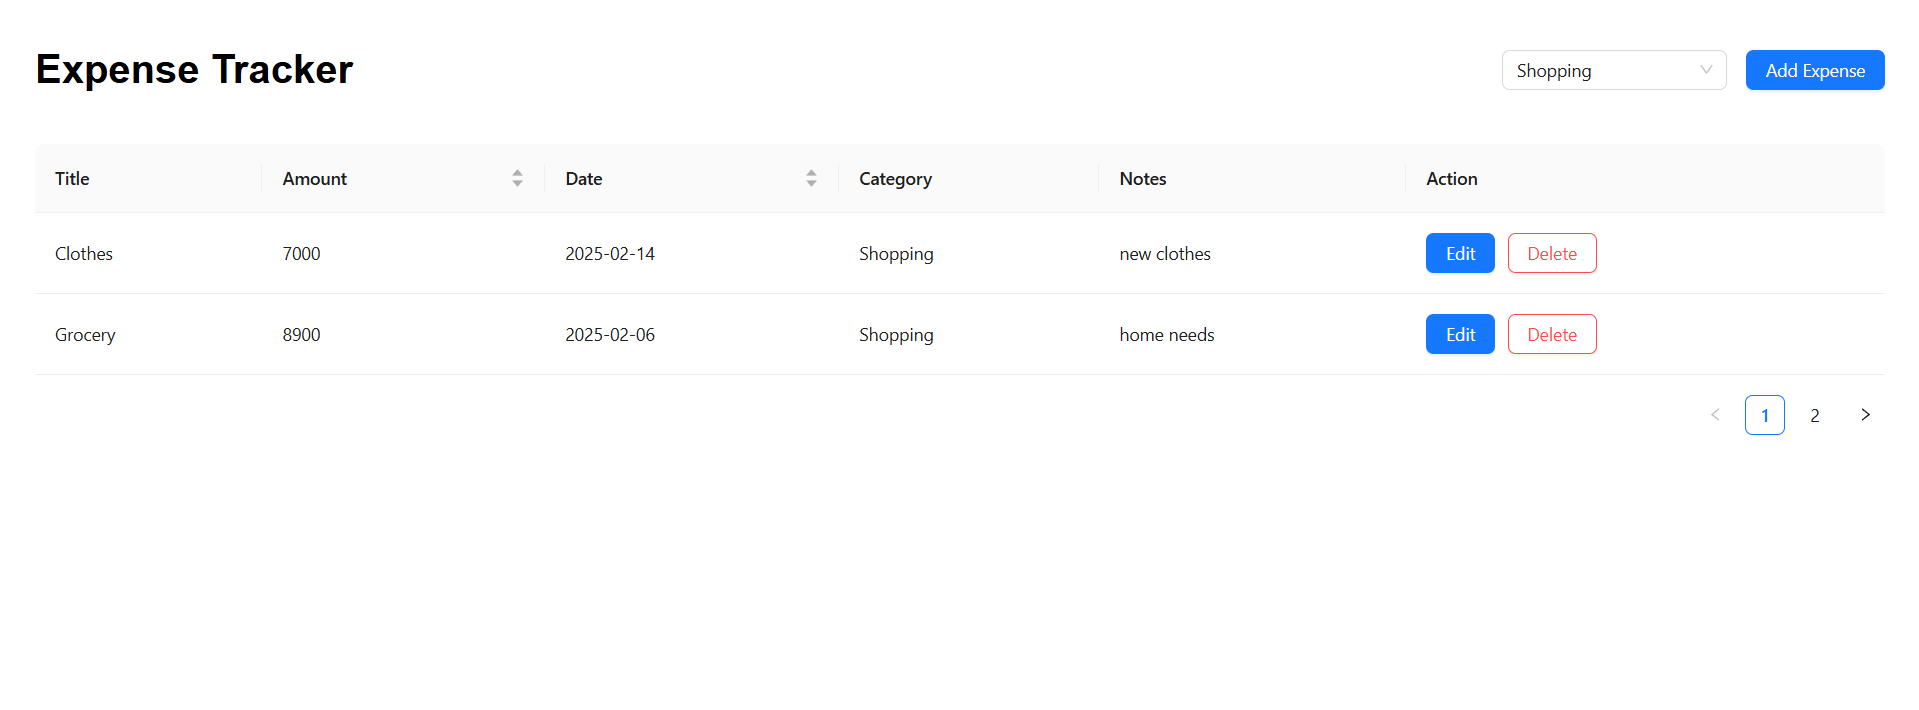 Expense Tracker
Shopping Add Expense
Title Amount Date Category Notes Action
Clothes 7000 2025-02-14 Shopping new clothes Edit Delete
Grocery 8900 2025-02-06 Shopping home needs Edit Delete
< 1 2 >